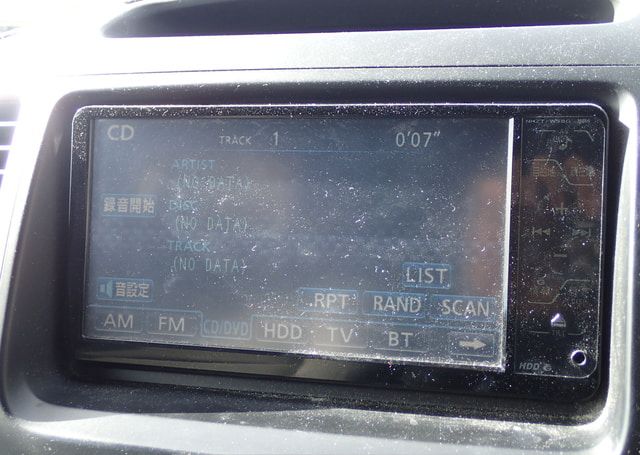 CD TRACK 1 0'07"
ARTIST
(NO DATA)
録音開始 DISC
(NO DATA)
TRACK
(NO DATA)
LIST
音設定
RPT RAND SCAN
AM FM CD/DVD HDD TV BT
HDD